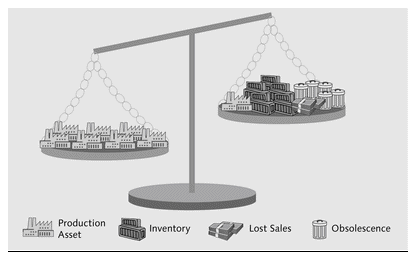 Production
Asset
Inventory
Lost Sales
Obsolescence